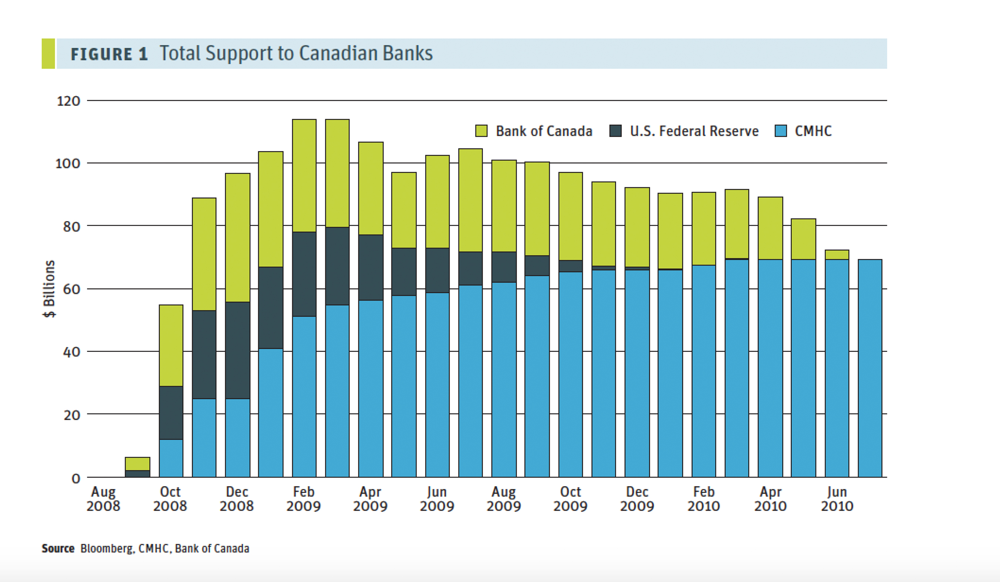 FIGURE 1 Total Support to Canadian Banks
120
Bank of Canada U.S. Federal Reserve CMHC
100
80
60
40
20
0
$ Billions
Aug Oct Dec Feb Apr Jun Aug Oct Dec Feb Apr Jun
2008 2008 2008 2009 2009 2009 2009 2009 2009 2010 2010 2010
Source Bloomberg, CMHC, Bank of Canada